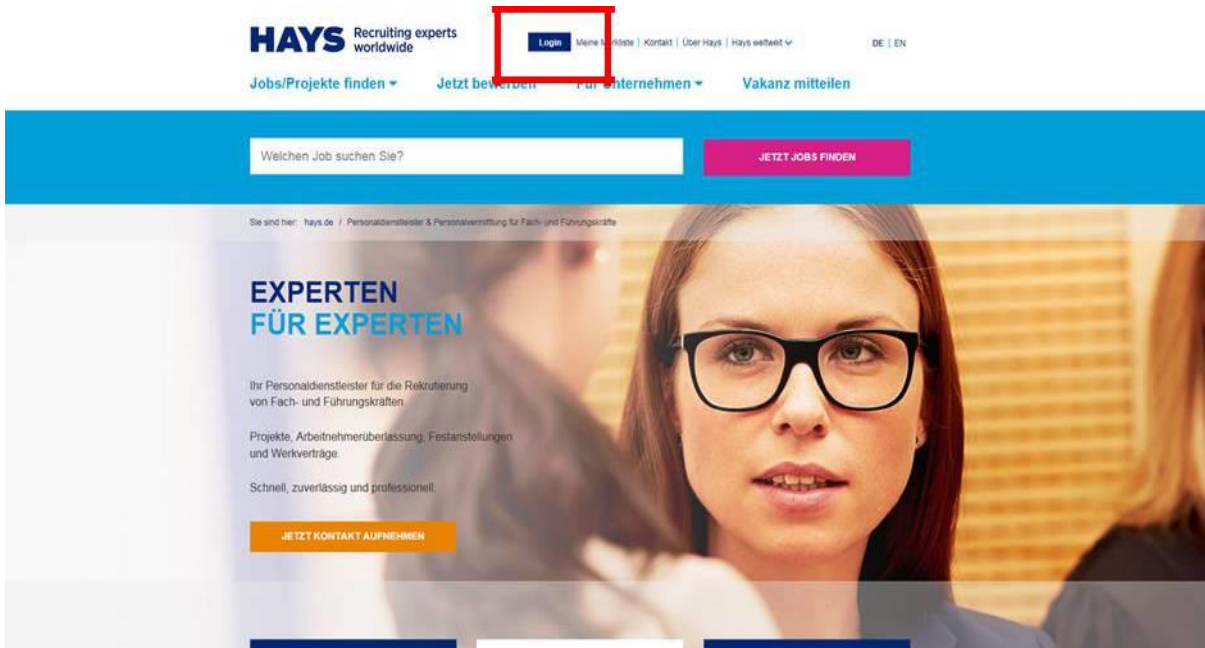 HAYS Recruiting experts
worldwide
Login Meine Merkliste | Kontakt | Über Hays | Hays weltweit DE | EN
Jobs/Projekte finden Jetzt bewerben Für Unternehmen Vakanz mitteilen
Welchen Job suchen Sie? JETZT JOBS FINDEN
Sie sind hier: hays.de / Personaldienstleister & Personalvermittlung für Fach- und Führungskräfte
EXPERTEN
FÜR EXPERTEN
Ihr Personaldienstleister für die Rekrutierung
von Fach- und Führungskräften.
Projekte, Arbeitnehmerüberlassung, Festanstellungen
und Werkverträge.
Schnell, zuverlässig und professionell.
JETZT KONTAKT AUFNEHMEN